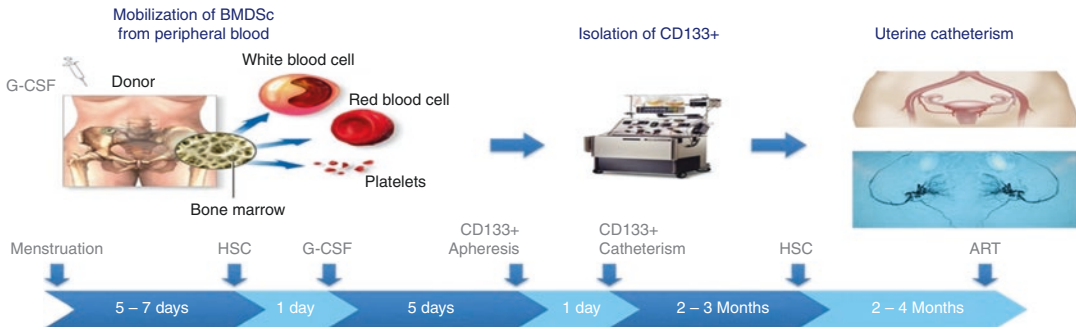 Mobilization of BMDSc
from peripheral blood
Isolation of CD133+
Uterine catheterism
G-CSF
Donor
White blood cell
Red blood cell
Platelets
Bone marrow
Menstruation
HSC
G-CSF
CD133+
Apheresis
CD133+
Catheterism
HSC
ART
5 – 7 days
1 day
5 days
1 day
2 – 3 Months
2 – 4 Months